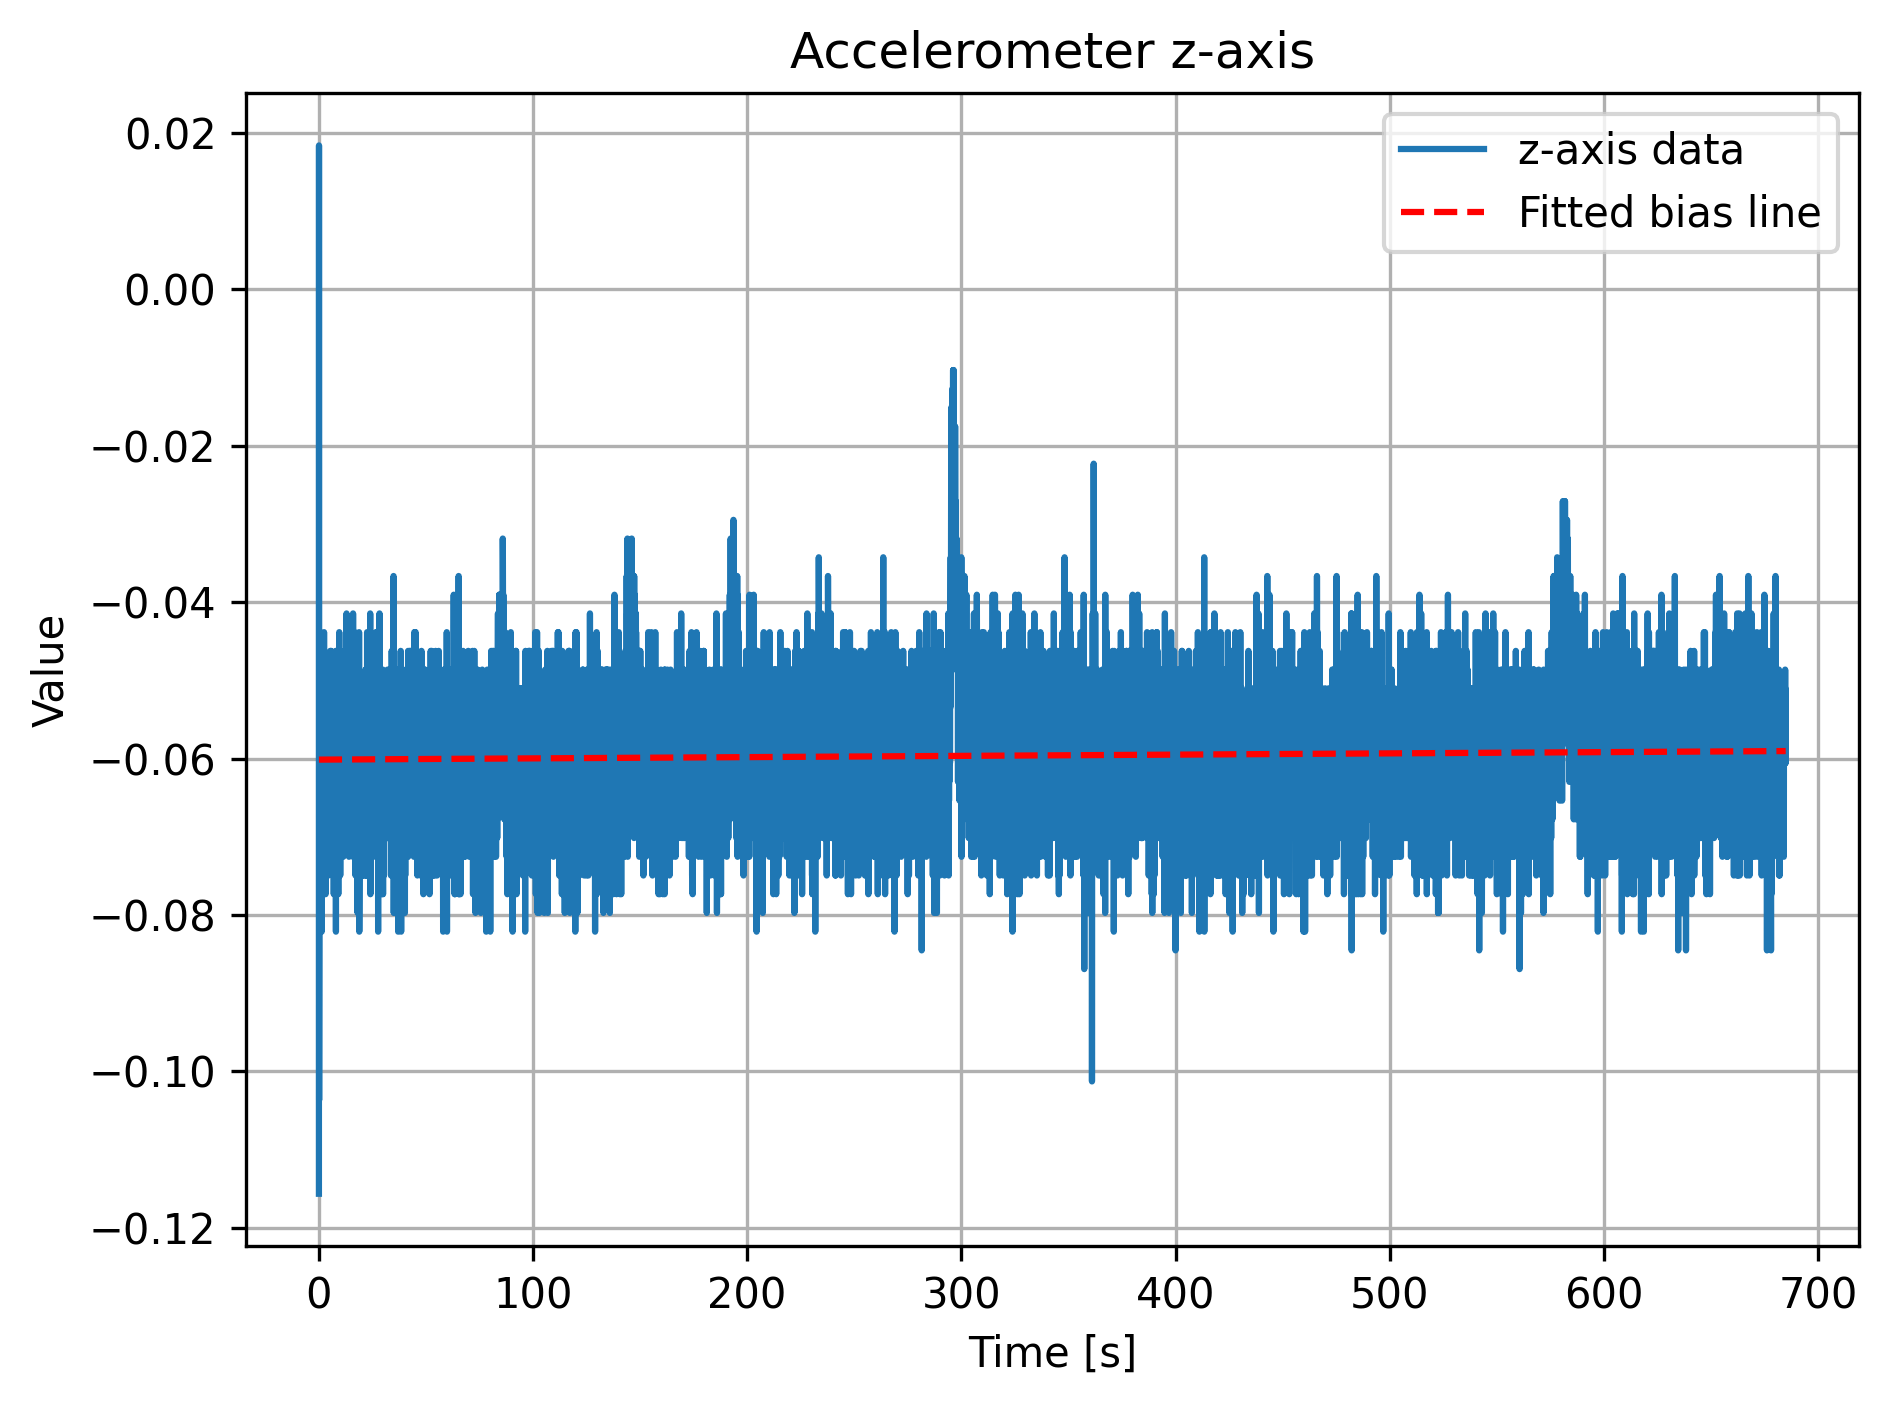 Accelerometer z-axis
z-axis data
Fitted bias line
0.02
0.00
−0.02
−0.04
−0.06
−0.08
−0.10
−0.12
Value
0 100 200 300 400 500 600 700
Time [s]